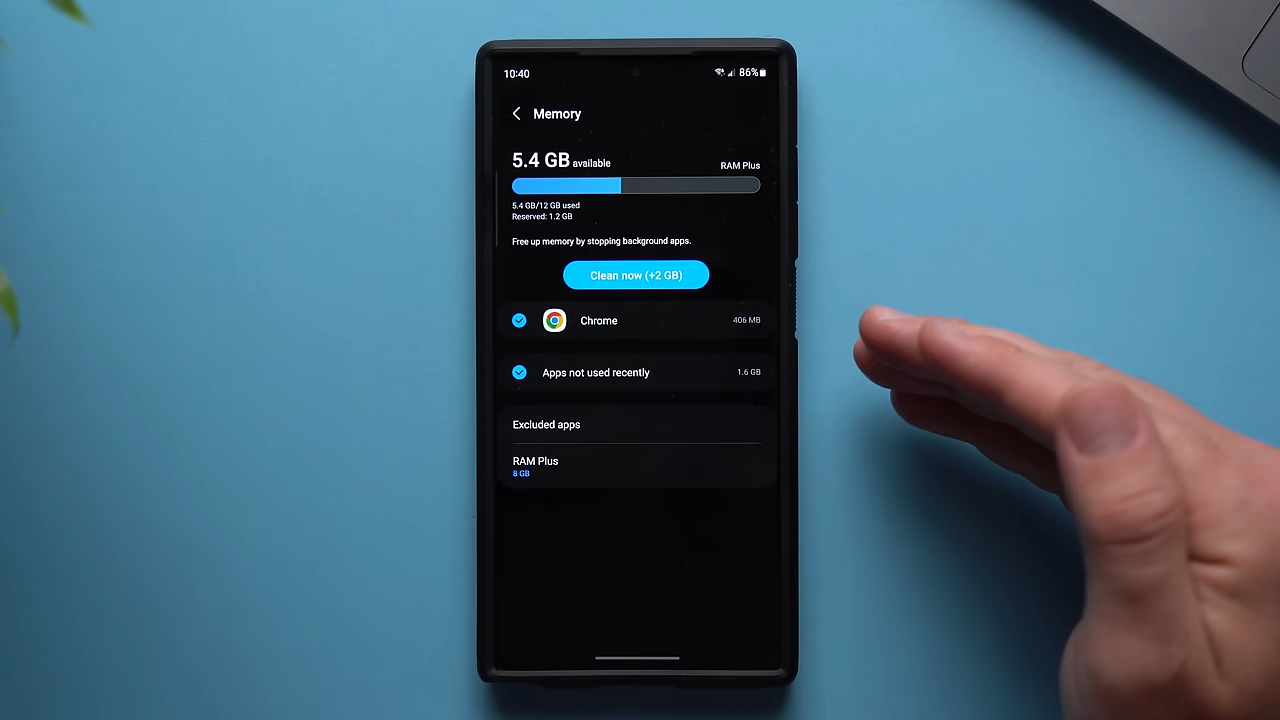 10:40 86%
Memory
5.4 GB available RAM Plus
5.4 GB/12 GB used
Reserved: 1.2 GB
Free up memory by stopping background apps.
Clean now (+2 GB)
Chrome 406 MB
Apps not used recently 1.6 GB
Excluded apps
RAM Plus
8 GB